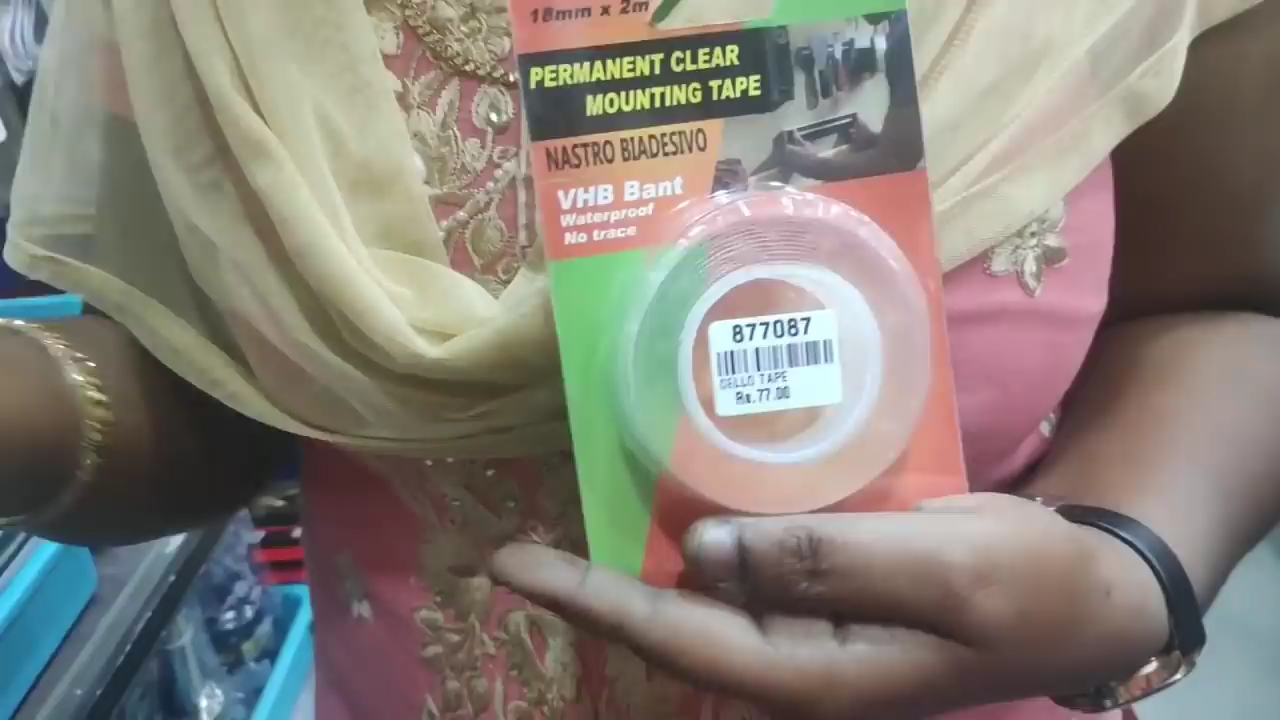 18mm x 2m
PERMANENT CLEAR
MOUNTING TAPE
NASTRO BIADESIVO
VHB Bant
Waterproof
No trace
877087
CELLO TAPE
Rs.77.00